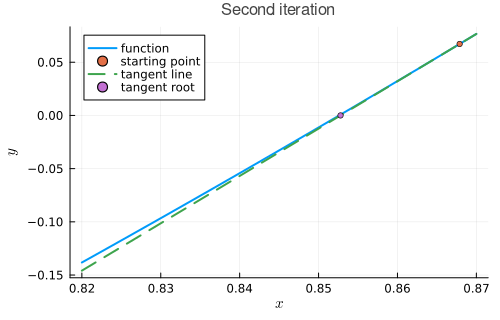 Second iteration
function
starting point
tangent line
tangent root
0.05
0.00
−0.05
−0.10
−0.15
y
0.82 0.83 0.84 0.85 0.86 0.87
x